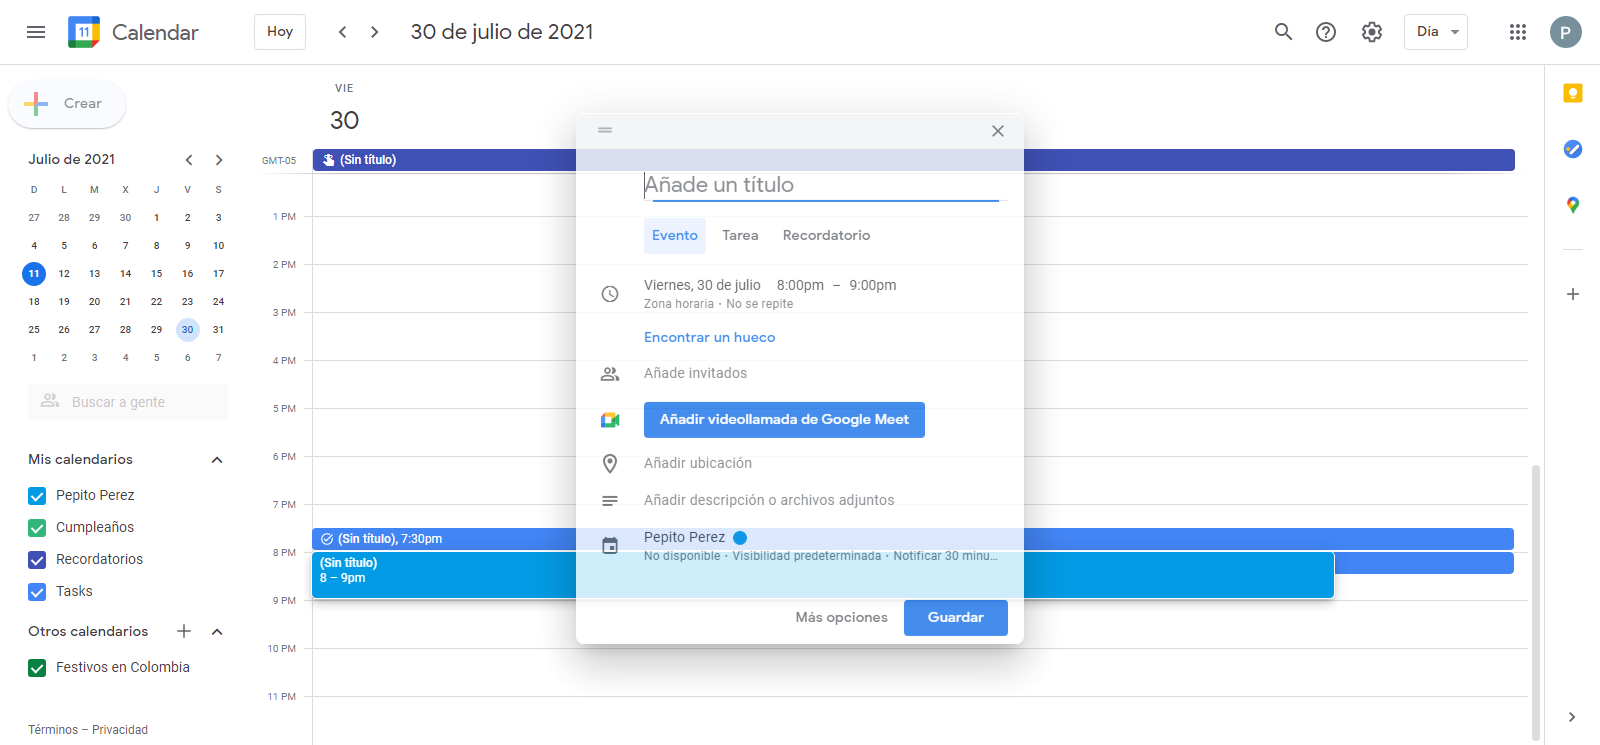 11 Calendar Hoy 30 de julio de 2021 Día P
Crear
VIE
30
Julio de 2021
D L M X J V S
27 28 29 30 1 2 3
4 5 6 7 8 9 10
11 12 13 14 15 16 17
18 19 20 21 22 23 24
25 26 27 28 29 30 31
1 2 3 4 5 6 7
Buscar a gente
Mis calendarios
Pepito Perez
Cumpleaños
Recordatorios
Tasks
Otros calendarios
Festivos en Colombia
Términos – Privacidad
GMT-05
(Sin título)
1 PM
2 PM
3 PM
4 PM
5 PM
6 PM
7 PM
8 PM
9 PM
10 PM
11 PM
(Sin título), 7:30pm
(Sin título)
8 – 9pm
Añade un título
Evento Tarea Recordatorio
Viernes, 30 de julio 8:00pm – 9:00pm
Zona horaria • No se repite
Encontrar un hueco
Añade invitados
Añadir videollamada de Google Meet
Añadir ubicación
Añadir descripción o archivos adjuntos
Pepito Perez
No disponible • Visibilidad predeterminada • Notificar 30 minu...
Más opciones Guardar